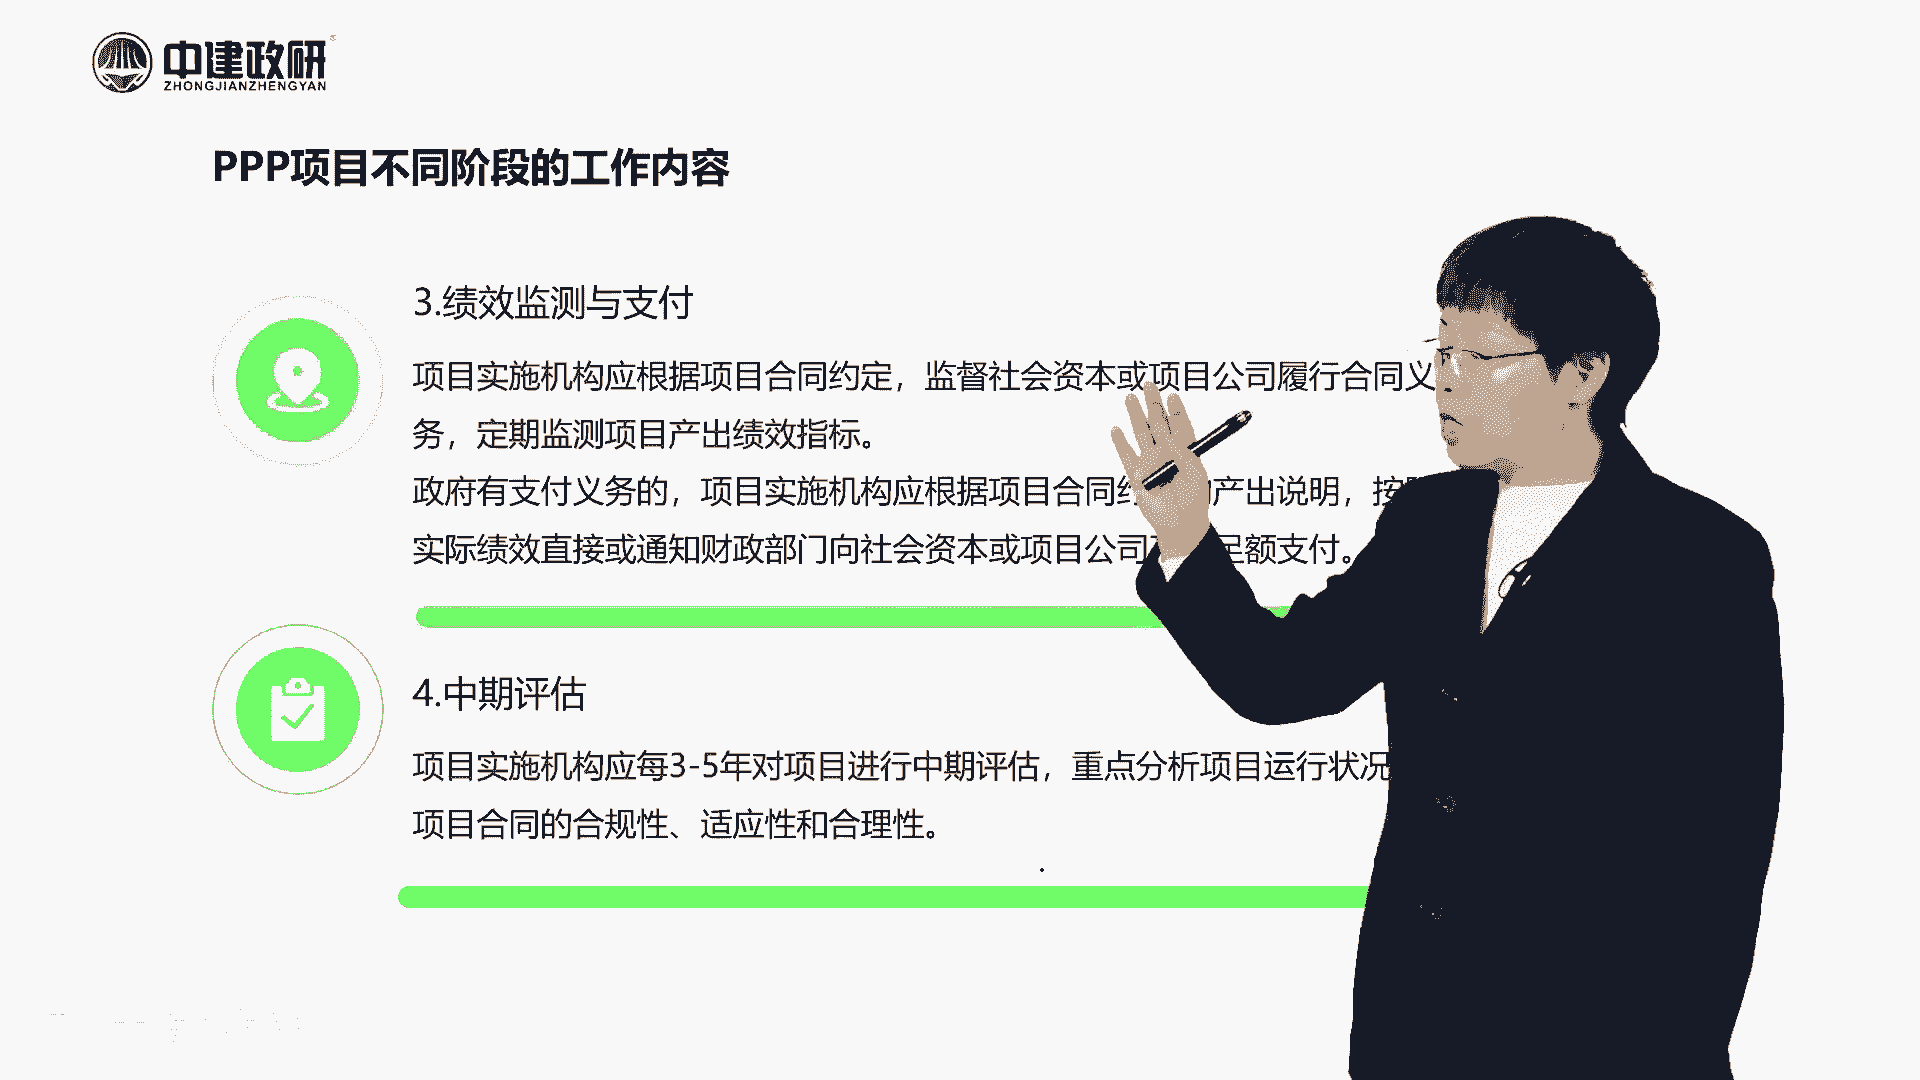 中建政研
ZHONGJIANZHENGYAN
PPP项目不同阶段的工作内容
3.绩效监测与支付
项目实施机构应根据项目合同约定，监督社会资本或项目公司履行合同义
务，定期监测项目产出绩效指标。
政府有支付义务的，项目实施机构应根据项目合同 产出说明，按
实际绩效直接或通知财政部门向社会资本或项目公司 足额支付。
4.中期评估
项目实施机构应每3-5年对项目进行中期评估，重点分析项目运行状况
项目合同的合规性、适应性和合理性。